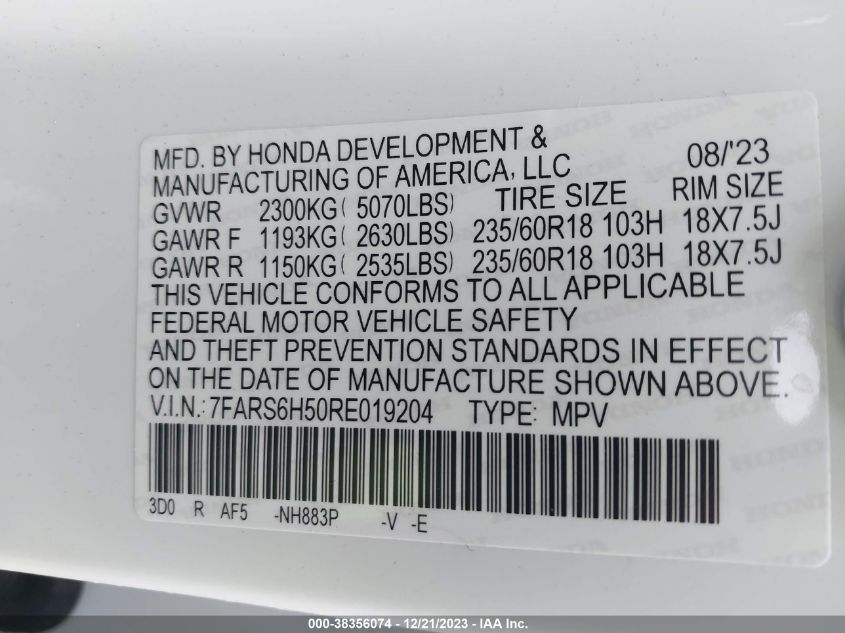 MFD. BY HONDA DEVELOPMENT &
MANUFACTURING OF AMERICA, LLC 08/'23
GVWR 2300KG( 5070LBS) TIRE SIZE RIM SIZE
GAWR F 1193KG( 2630LBS) 235/60R18 103H 18X7.5J
GAWR R 1150KG( 2535LBS) 235/60R18 103H 18X7.5J
THIS VEHICLE CONFORMS TO ALL APPLICABLE
FEDERAL MOTOR VEHICLE SAFETY
AND THEFT PREVENTION STANDARDS IN EFFECT
ON THE DATE OF MANUFACTURE SHOWN ABOVE.
V.I.N.: 7FARS6H50RE019204 TYPE: MPV
3D0 R AF5 -NH883P -V -E
000-38356074 - 12/21/2023 - IAA Inc.